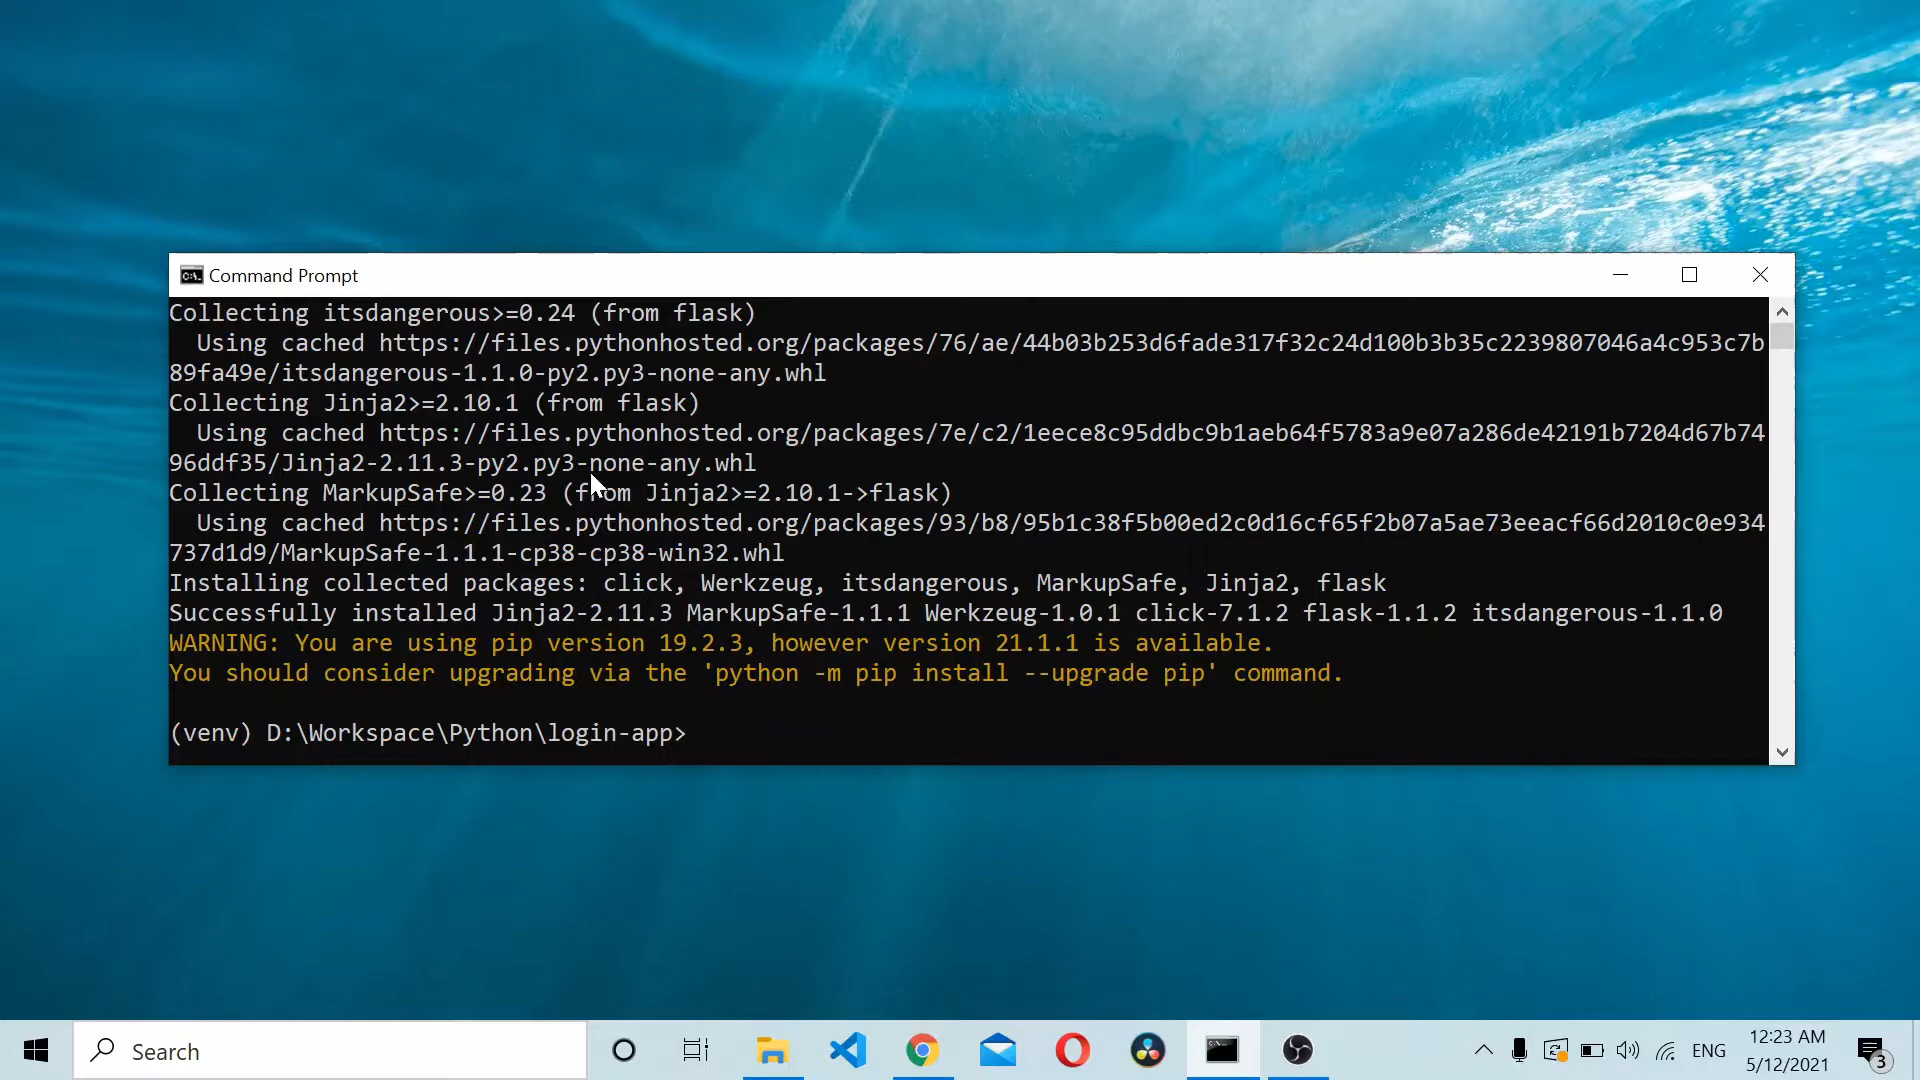 Command Prompt
Collecting itsdangerous>=0.24 (from flask)
  Using cached https://files.pythonhosted.org/packages/76/ae/44b03b253d6fade317f32c24d100b3b35c2239807046a4c953c7b
89fa49e/itsdangerous-1.1.0-py2.py3-none-any.whl
Collecting Jinja2>=2.10.1 (from flask)
  Using cached https://files.pythonhosted.org/packages/7e/c2/1eece8c95ddbc9b1aeb64f5783a9e07a286de42191b7204d67b74
96ddf35/Jinja2-2.11.3-py2.py3-none-any.whl
Collecting MarkupSafe>=0.23 (from Jinja2>=2.10.1->flask)
  Using cached https://files.pythonhosted.org/packages/93/b8/95b1c38f5b00ed2c0d16cf65f2b07a5ae73eeacf66d2010c0e934
737d1d9/MarkupSafe-1.1.1-cp38-cp38-win32.whl
Installing collected packages: click, Werkzeug, itsdangerous, MarkupSafe, Jinja2, flask
Successfully installed Jinja2-2.11.3 MarkupSafe-1.1.1 Werkzeug-1.0.1 click-7.1.2 flask-1.1.2 itsdangerous-1.1.0
WARNING: You are using pip version 19.2.3, however version 21.1.1 is available.
You should consider upgrading via the 'python -m pip install --upgrade pip' command.
(venv) D:\Workspace\Python\login-app>
Search
ENG
12:23 AM
5/12/2021
3